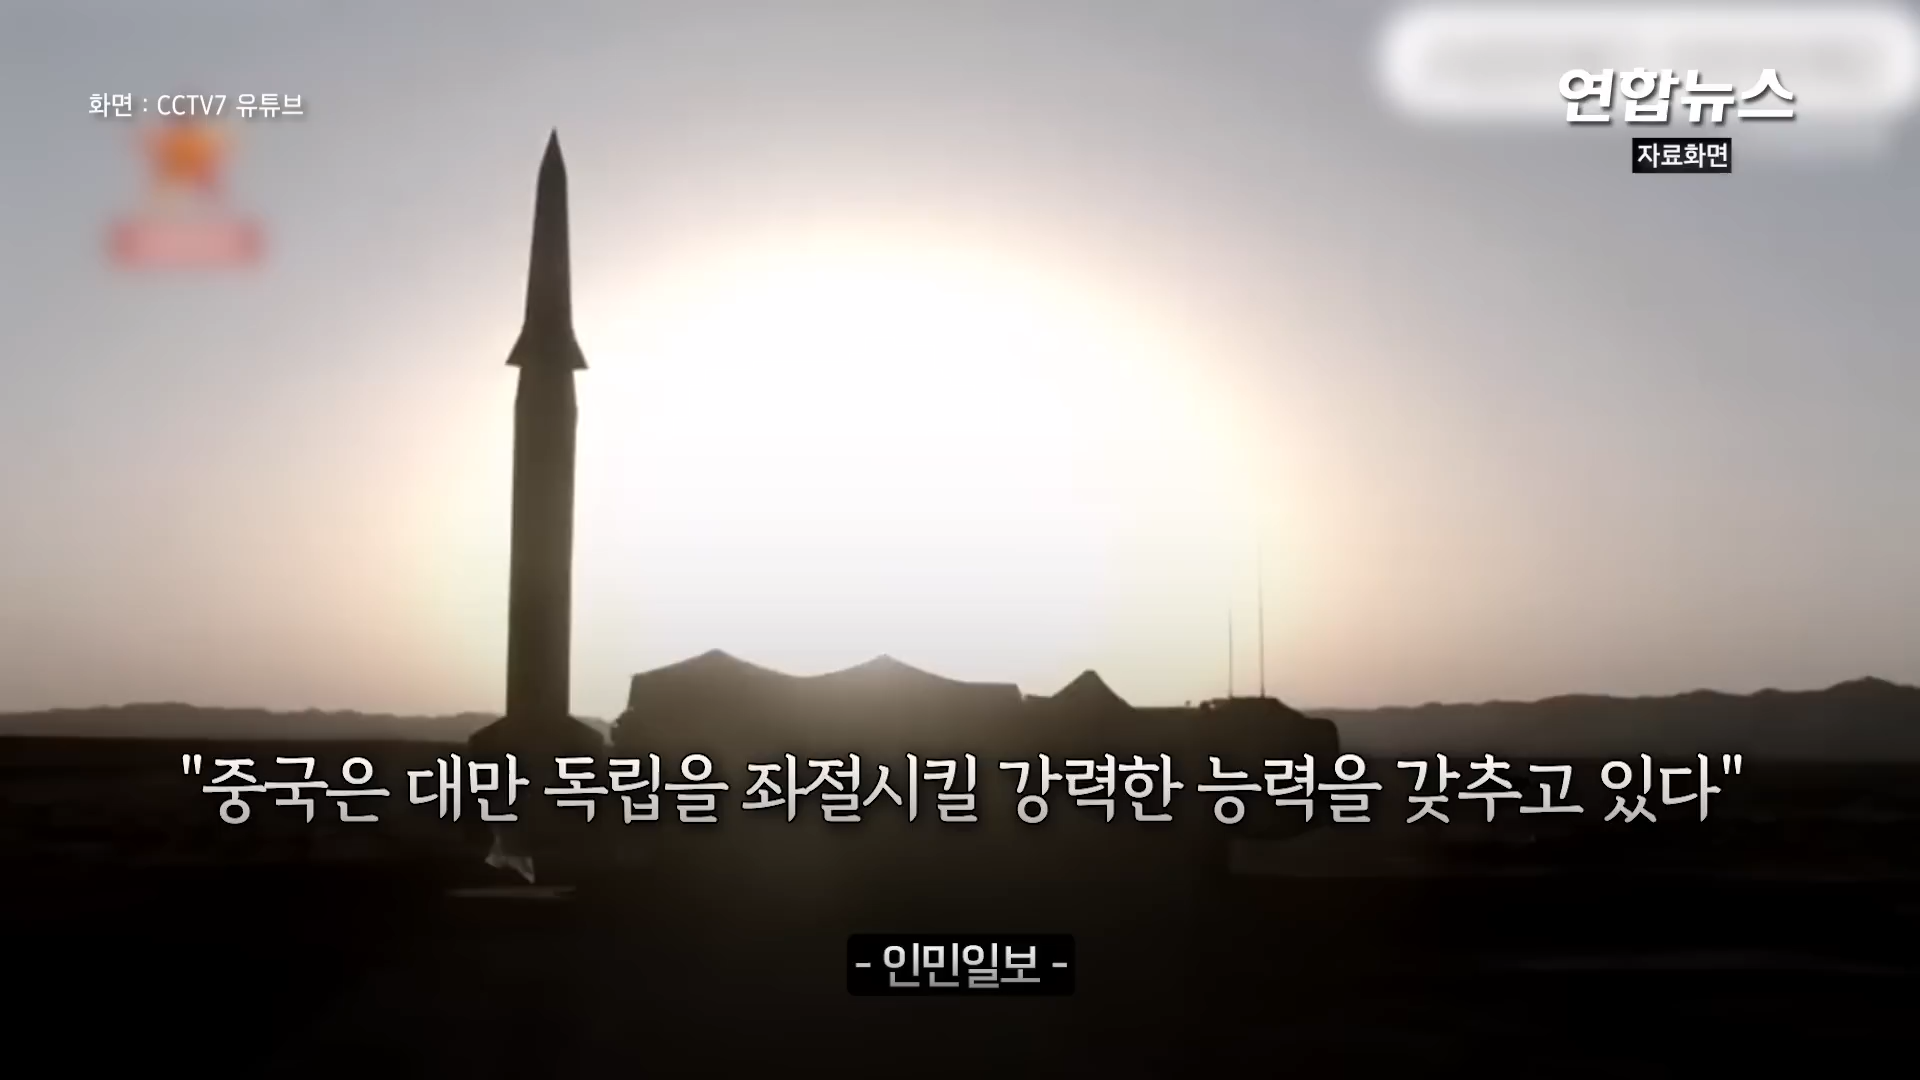 화면 : CCTV7 유튜브
연합뉴스
자료화면
"중국은 대만 독립을 좌절시킬 강력한 능력을 갖추고 있다"
- 인민일보 -